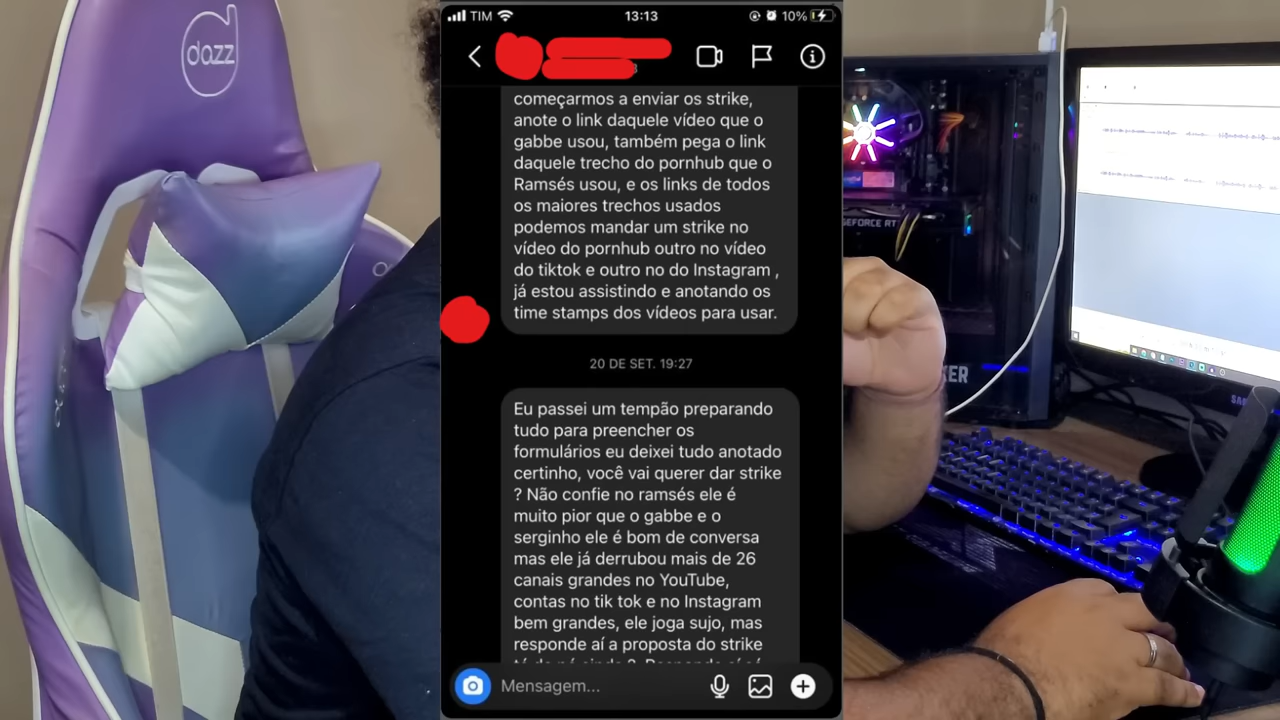 dazz
TIM
13:13
10%
começarmos a enviar os strike,
anote o link daquele vídeo que o
gabbe usou, também pega o link
daquele trecho do pornhub que o
Ramsés usou, e os links de todos
os maiores trechos usados
podemos mandar um strike no
vídeo do pornhub outro no vídeo
do tiktok e outro no do Instagram ,
já estou assistindo e anotando os
time stamps dos vídeos para usar.
20 DE SET. 19:27
Eu passei um tempão preparando
tudo para preencher os
formulários eu deixei tudo anotado
certinho, você vai querer dar strike
? Não confie no ramsés ele é
muito pior que o gabbe e o
serginho ele é bom de conversa
mas ele já derrubou mais de 26
canais grandes no YouTube,
contas no tik tok e no Instagram
bem grandes, ele joga sujo, mas
responde aí a proposta do strike
Mensagem...
GEFORCE RT
KER